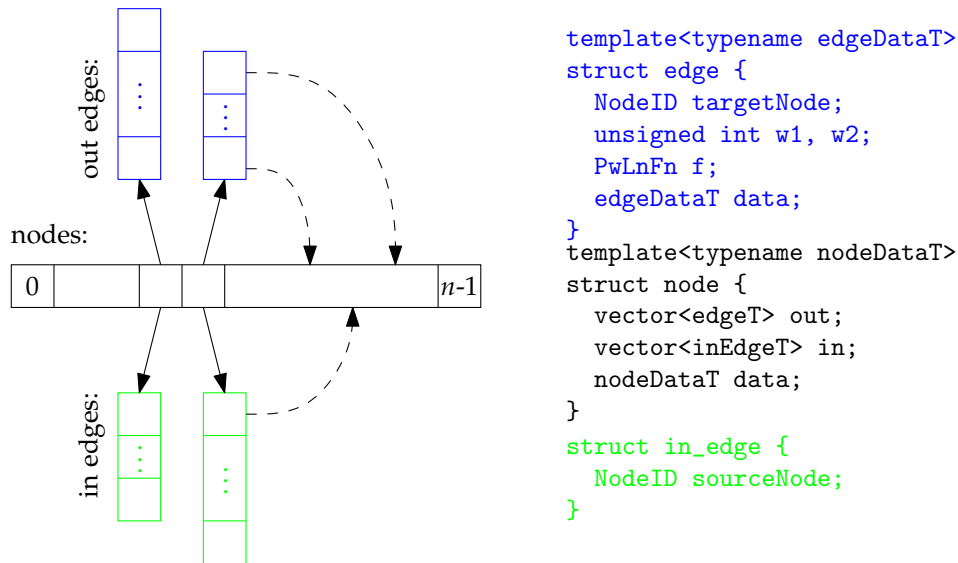 out edges:
nodes:
0
n-1
in edges:
template<typename edgeDataT>
struct edge {
  NodeID targetNode;
  unsigned int w1, w2;
  PwLnFn f;
  edgeDataT data;
}
template<typename nodeDataT>
struct node {
  vector<edgeT> out;
  vector<inEdgeT> in;
  nodeDataT data;
}
struct in_edge {
  NodeID sourceNode;
}